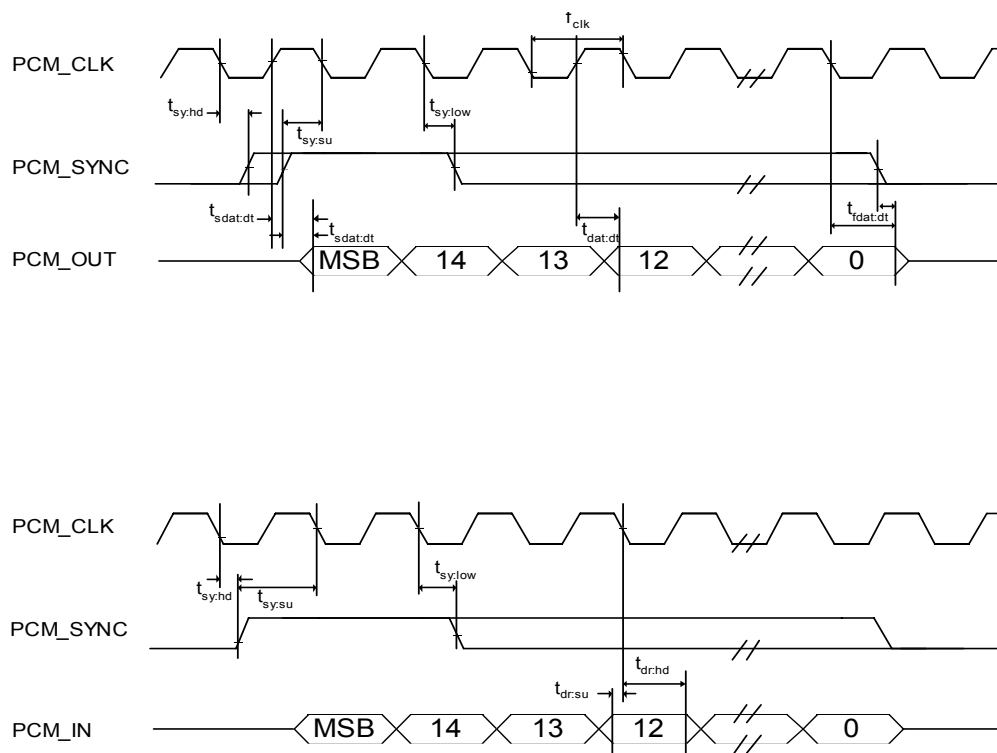 t_clk
PCM_CLK
t_sy:hd
t_sy:su
t_sy:low
PCM_SYNC
t_sdat:dt
t_sdat:dt
t_dat:dt
t_fdat:dt
PCM_OUT
MSB 14 13 12 0
PCM_CLK
t_sy:hd
t_sy:su
t_sy:low
PCM_SYNC
t_dr:su
t_dr:hd
PCM_IN
MSB 14 13 12 0